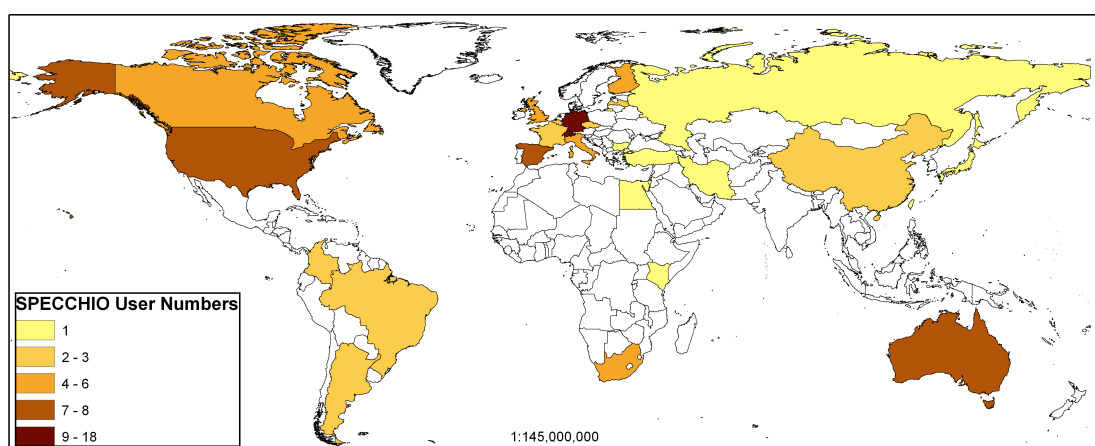 SPECCHIO User Numbers
1
2 - 3
4 - 6
7 - 8
9 - 18
1:145,000,000